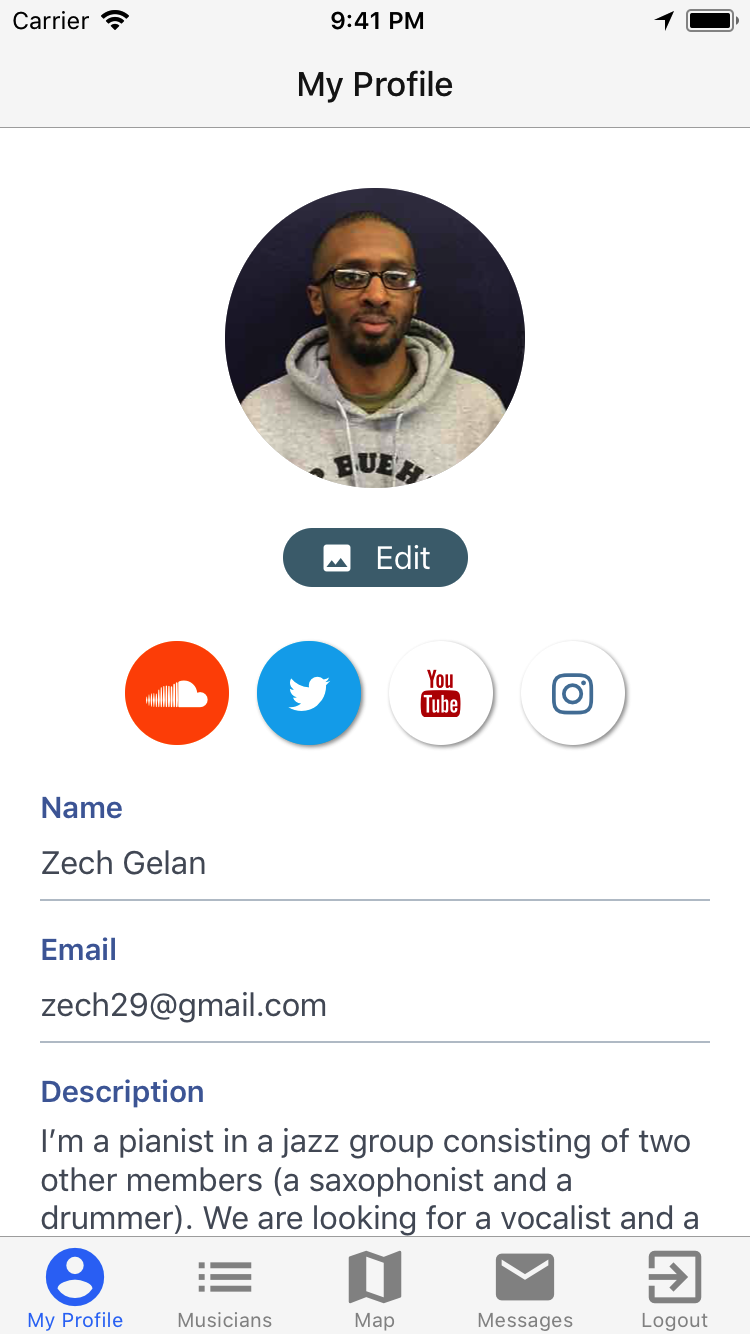 Carrier 9:41 PM
My Profile
BUEH
Edit
You
Tube
Name
Zech Gelan
Email
zech29@gmail.com
Description
I'm a pianist in a jazz group consisting of two
other members (a saxophonist and a
drummer). We are looking for a vocalist and a
My Profile Musicians Map Messages Logout